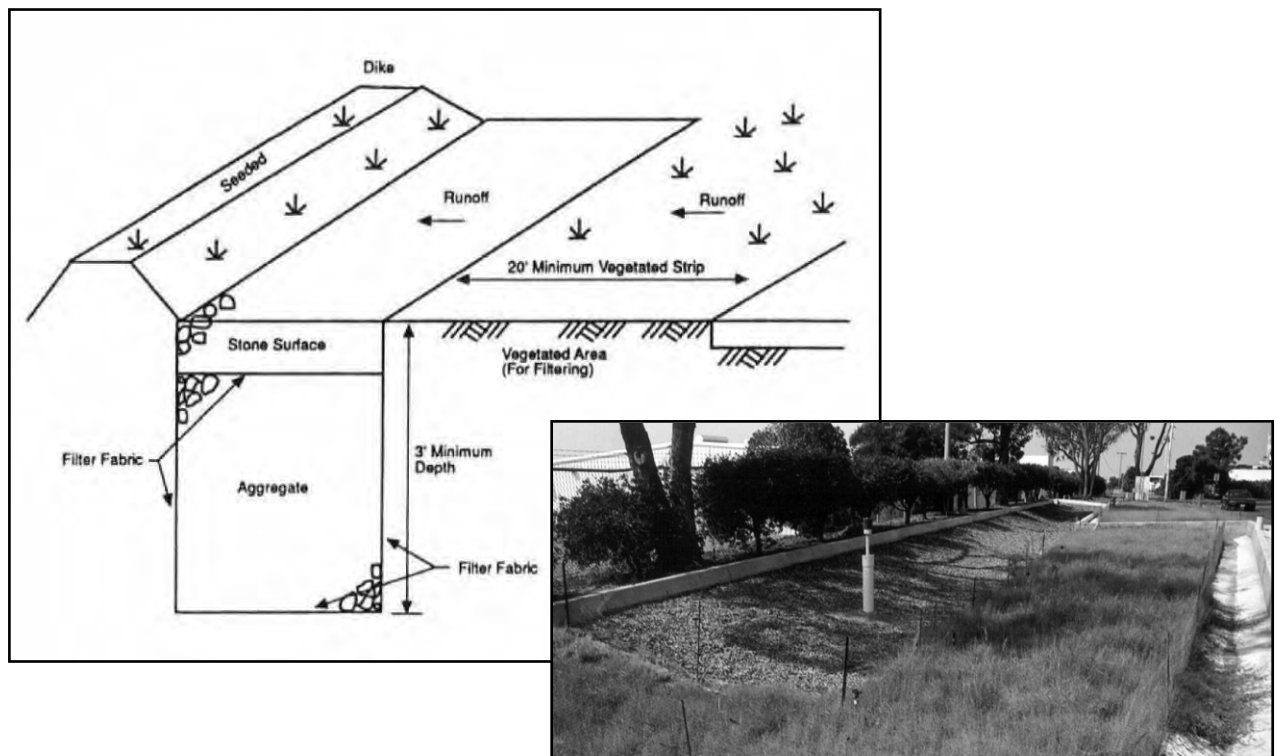 Dike
Seeded
Runoff
Runoff
20' Minimum Vegetated Strip
Stone Surface
Vegetated Area
(For Filtering)
Filter Fabric
3' Minimum
Depth
Aggregate
Filter Fabric